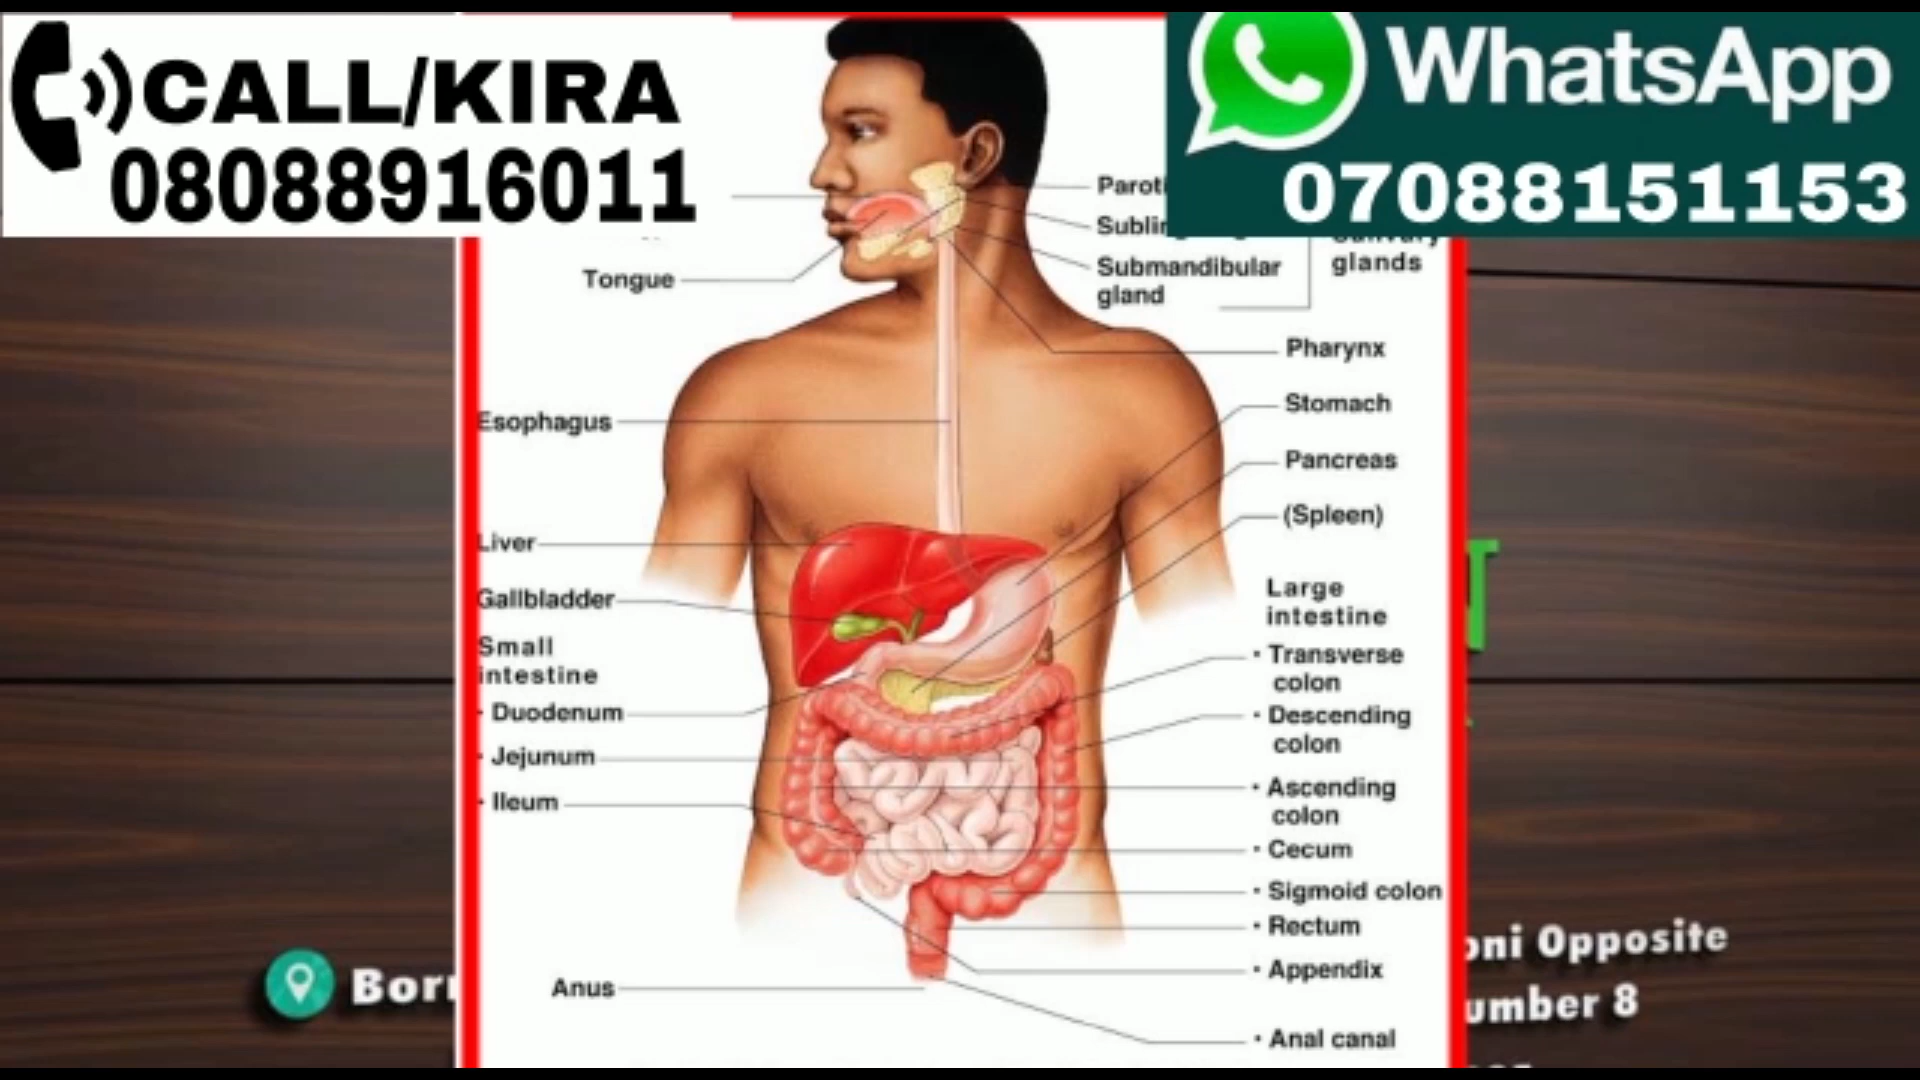 CALL/KIRA
08088916011
WhatsApp
07088151153
Tongue
Submandibular
gland
glands
Pharynx
Esophagus
Stomach
Pancreas
(Spleen)
Liver
Gallbladder
Small
intestine
· Duodenum
· Jejunum
· Ileum
Large
intestine
· Transverse
colon
· Descending
colon
· Ascending
colon
· Cecum
· Sigmoid colon
· Rectum
· Appendix
· Anal canal
Anus
Opposite
8